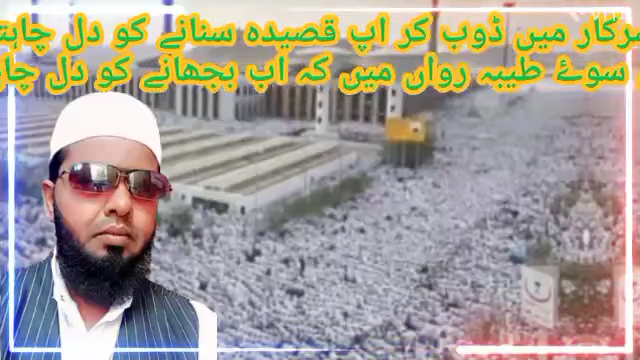 سرکار میں ڈوب کر اپ قصیدہ سنانے کو دل چاہتا
سوۓ طیبہ رواں میں کہ اب بجھانے کو دل چا